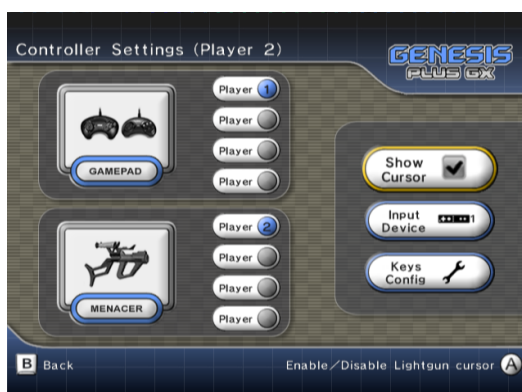 Controller Settings (Player 2)
GENESIS
PLUS GX
Player 1
Player
Player
Player
GAMEPAD
Player 2
Player
Player
Player
MENACER
Show
Cursor
Input
Device
1
Keys
Config
B Back
Enable/Disable Lightgun cursor A